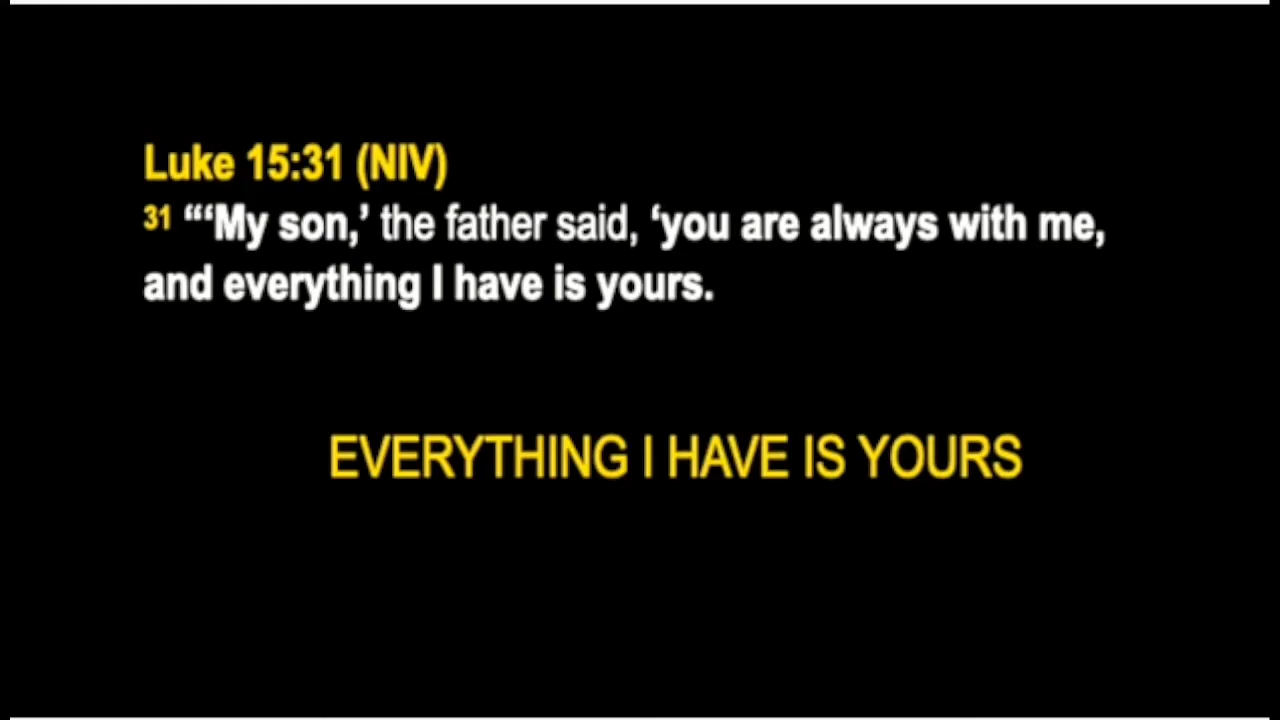 Luke 15:31 (NIV)
31 “‘My son,’ the father said, ‘you are always with me,
and everything I have is yours.
EVERYTHING I HAVE IS YOURS